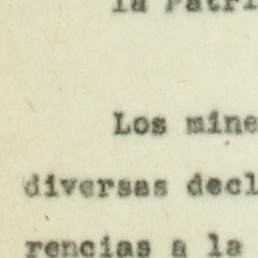 la Patri
Los mine
diversas decl
rencias a la